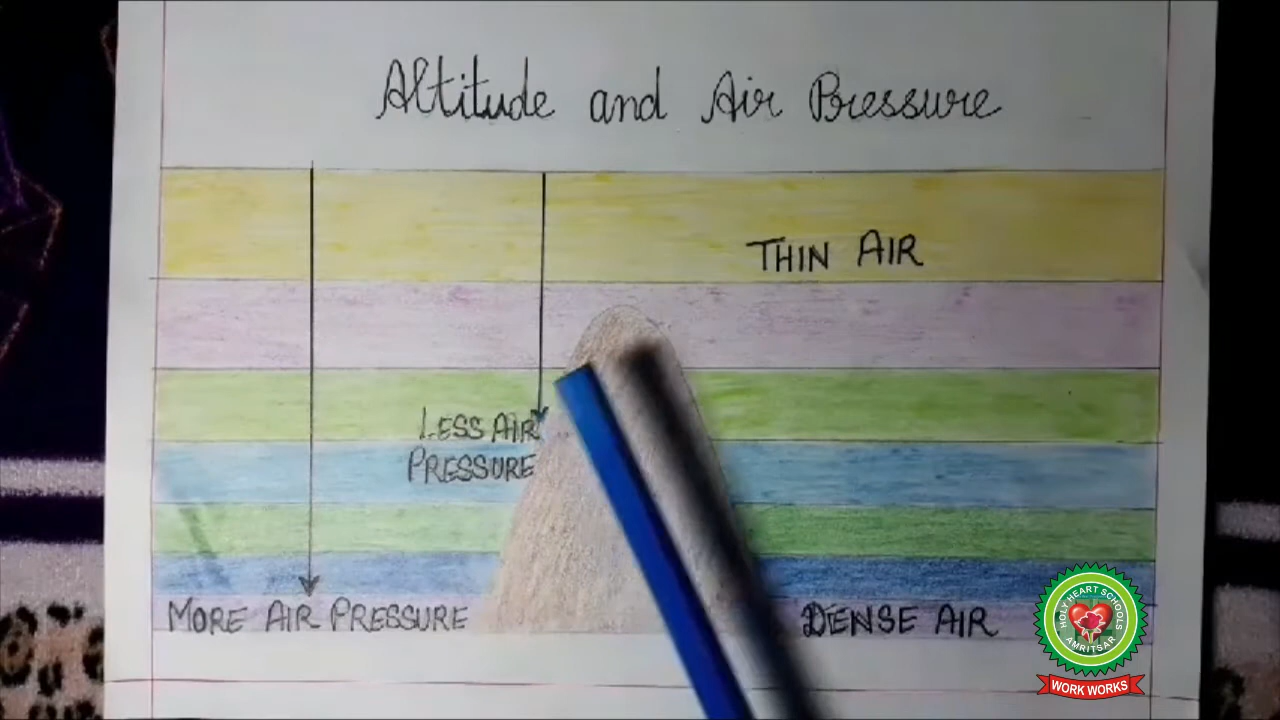 Altitude and Air Pressure
THIN AIR
LESS AIR
PRESSURE
MORE AIR PRESSURE
DENSE AIR
HOLY HEART SCHOOLS
AMRITSAR
WORK WORKS